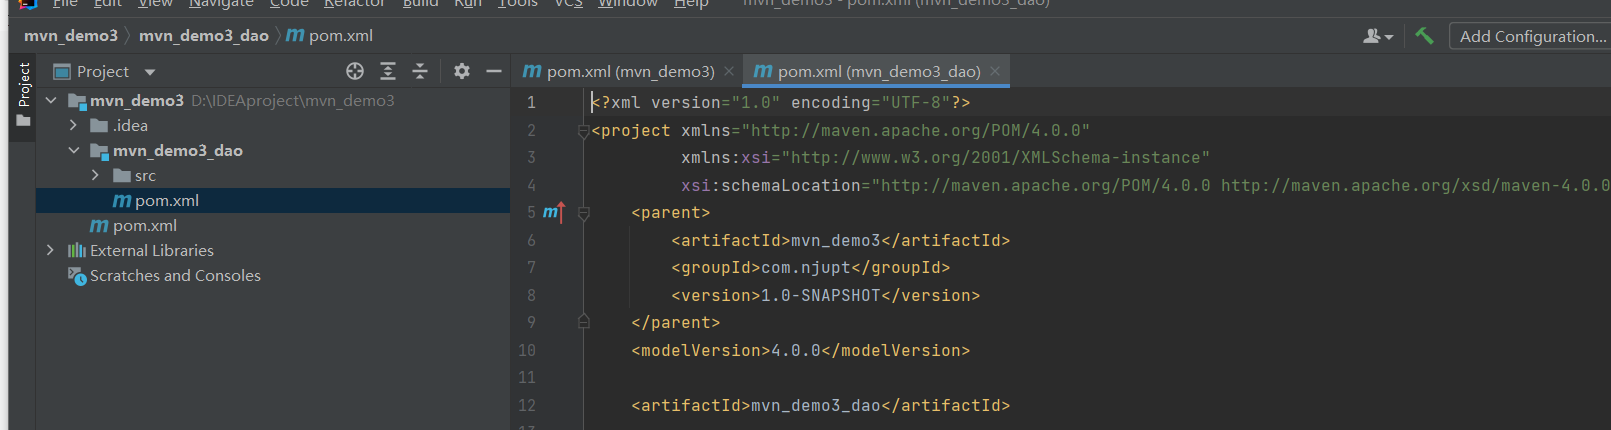 File Edit View Navigate Code Refactor Build Run Tools VCS Window Help mvn_demo3 - pom.xml (mvn_demo3_dao)
mvn_demo3 mvn_demo3_dao pom.xml Add Configuration...
Project
Project
pom.xml (mvn_demo3) pom.xml (mvn_demo3_dao)
mvn_demo3 D:\IDEAproject\mvn_demo3
.idea
mvn_demo3_dao
src
pom.xml
pom.xml
External Libraries
Scratches and Consoles
1 <?xml version="1.0" encoding="UTF-8"?>
2 <project xmlns="http://maven.apache.org/POM/4.0.0"
3 xmlns:xsi="http://www.w3.org/2001/XMLSchema-instance"
4 xsi:schemaLocation="http://maven.apache.org/POM/4.0.0 http://maven.apache.org/xsd/maven-4.0.0
5 <parent>
6 <artifactId>mvn_demo3</artifactId>
7 <groupId>com.njupt</groupId>
8 <version>1.0-SNAPSHOT</version>
9 </parent>
10 <modelVersion>4.0.0</modelVersion>
11
12 <artifactId>mvn_demo3_dao</artifactId>